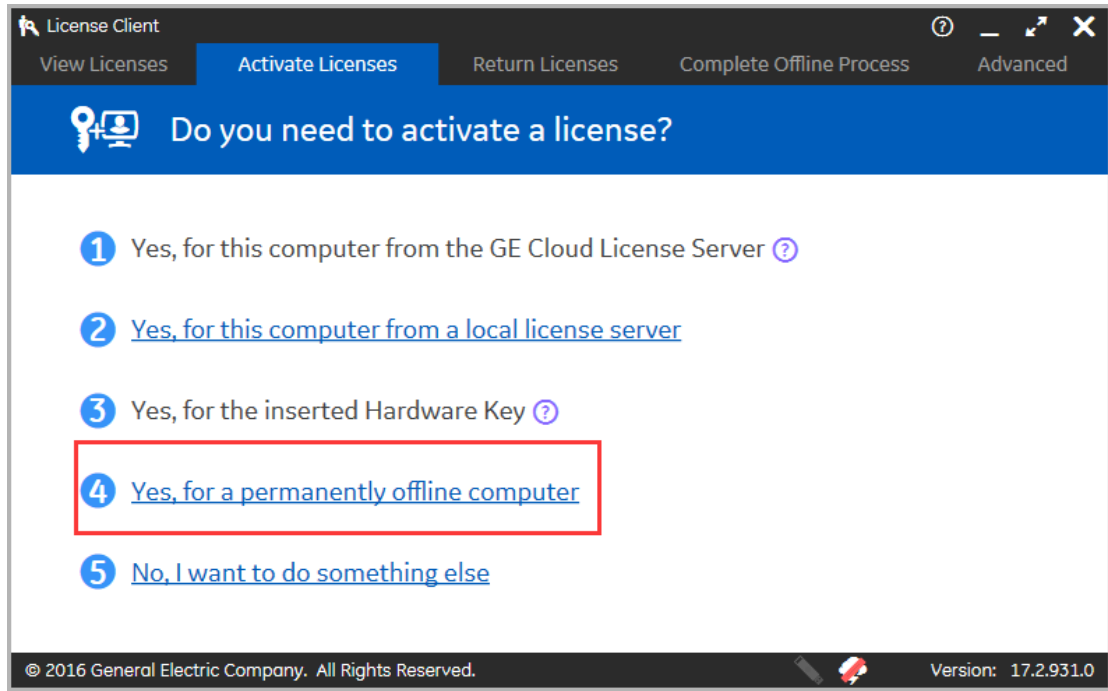 License Client
View Licenses Activate Licenses Return Licenses Complete Offline Process Advanced
Do you need to activate a license?
1 Yes, for this computer from the GE Cloud License Server ?
2 Yes, for this computer from a local license server
3 Yes, for the inserted Hardware Key ?
4 Yes, for a permanently offline computer
5 No, I want to do something else
© 2016 General Electric Company. All Rights Reserved. Version: 17.2.931.0